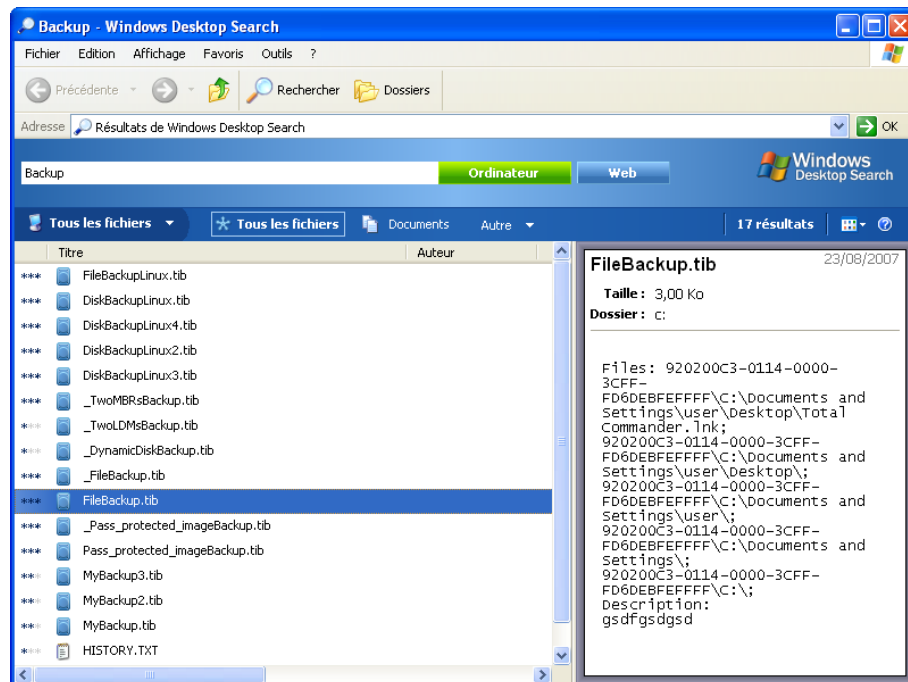 Backup - Windows Desktop Search
Fichier Edition Affichage Favoris Outils ?
Précédente Rechercher Dossiers
Adresse Résultats de Windows Desktop Search OK
Backup Ordinateur Web Windows
Desktop Search
Tous les fichiers Tous les fichiers Documents Autre 17 résultats
Titre Auteur
FileBackupLinux.tib
DiskBackupLinux.tib
DiskBackupLinux4.tib
DiskBackupLinux2.tib
DiskBackupLinux3.tib
_TwoMBRsBackup.tib
_TwoLDMsBackup.tib
_DynamicDiskBackup.tib
_FileBackup.tib
FileBackup.tib
_Pass_protected_imageBackup.tib
Pass_protected_imageBackup.tib
MyBackup3.tib
MyBackup2.tib
MyBackup.tib
HISTORY.TXT
FileBackup.tib 23/08/2007
Taille : 3,00 Ko
Dossier : c:
Files: 920200C3-0114-0000-
3CFF-
FD6DEBFEFFFF\C:\Documents and
Settings\user\Desktop\Total
Commander.lnk;
920200C3-0114-0000-3CFF-
FD6DEBFEFFFF\C:\Documents and
Settings\user\Desktop\;
920200C3-0114-0000-3CFF-
FD6DEBFEFFFF\C:\Documents and
Settings\user\;
920200C3-0114-0000-3CFF-
FD6DEBFEFFFF\C:\Documents and
Settings\;
920200C3-0114-0000-3CFF-
FD6DEBFEFFFF\C:\;
Description:
gsdfgsdgsd